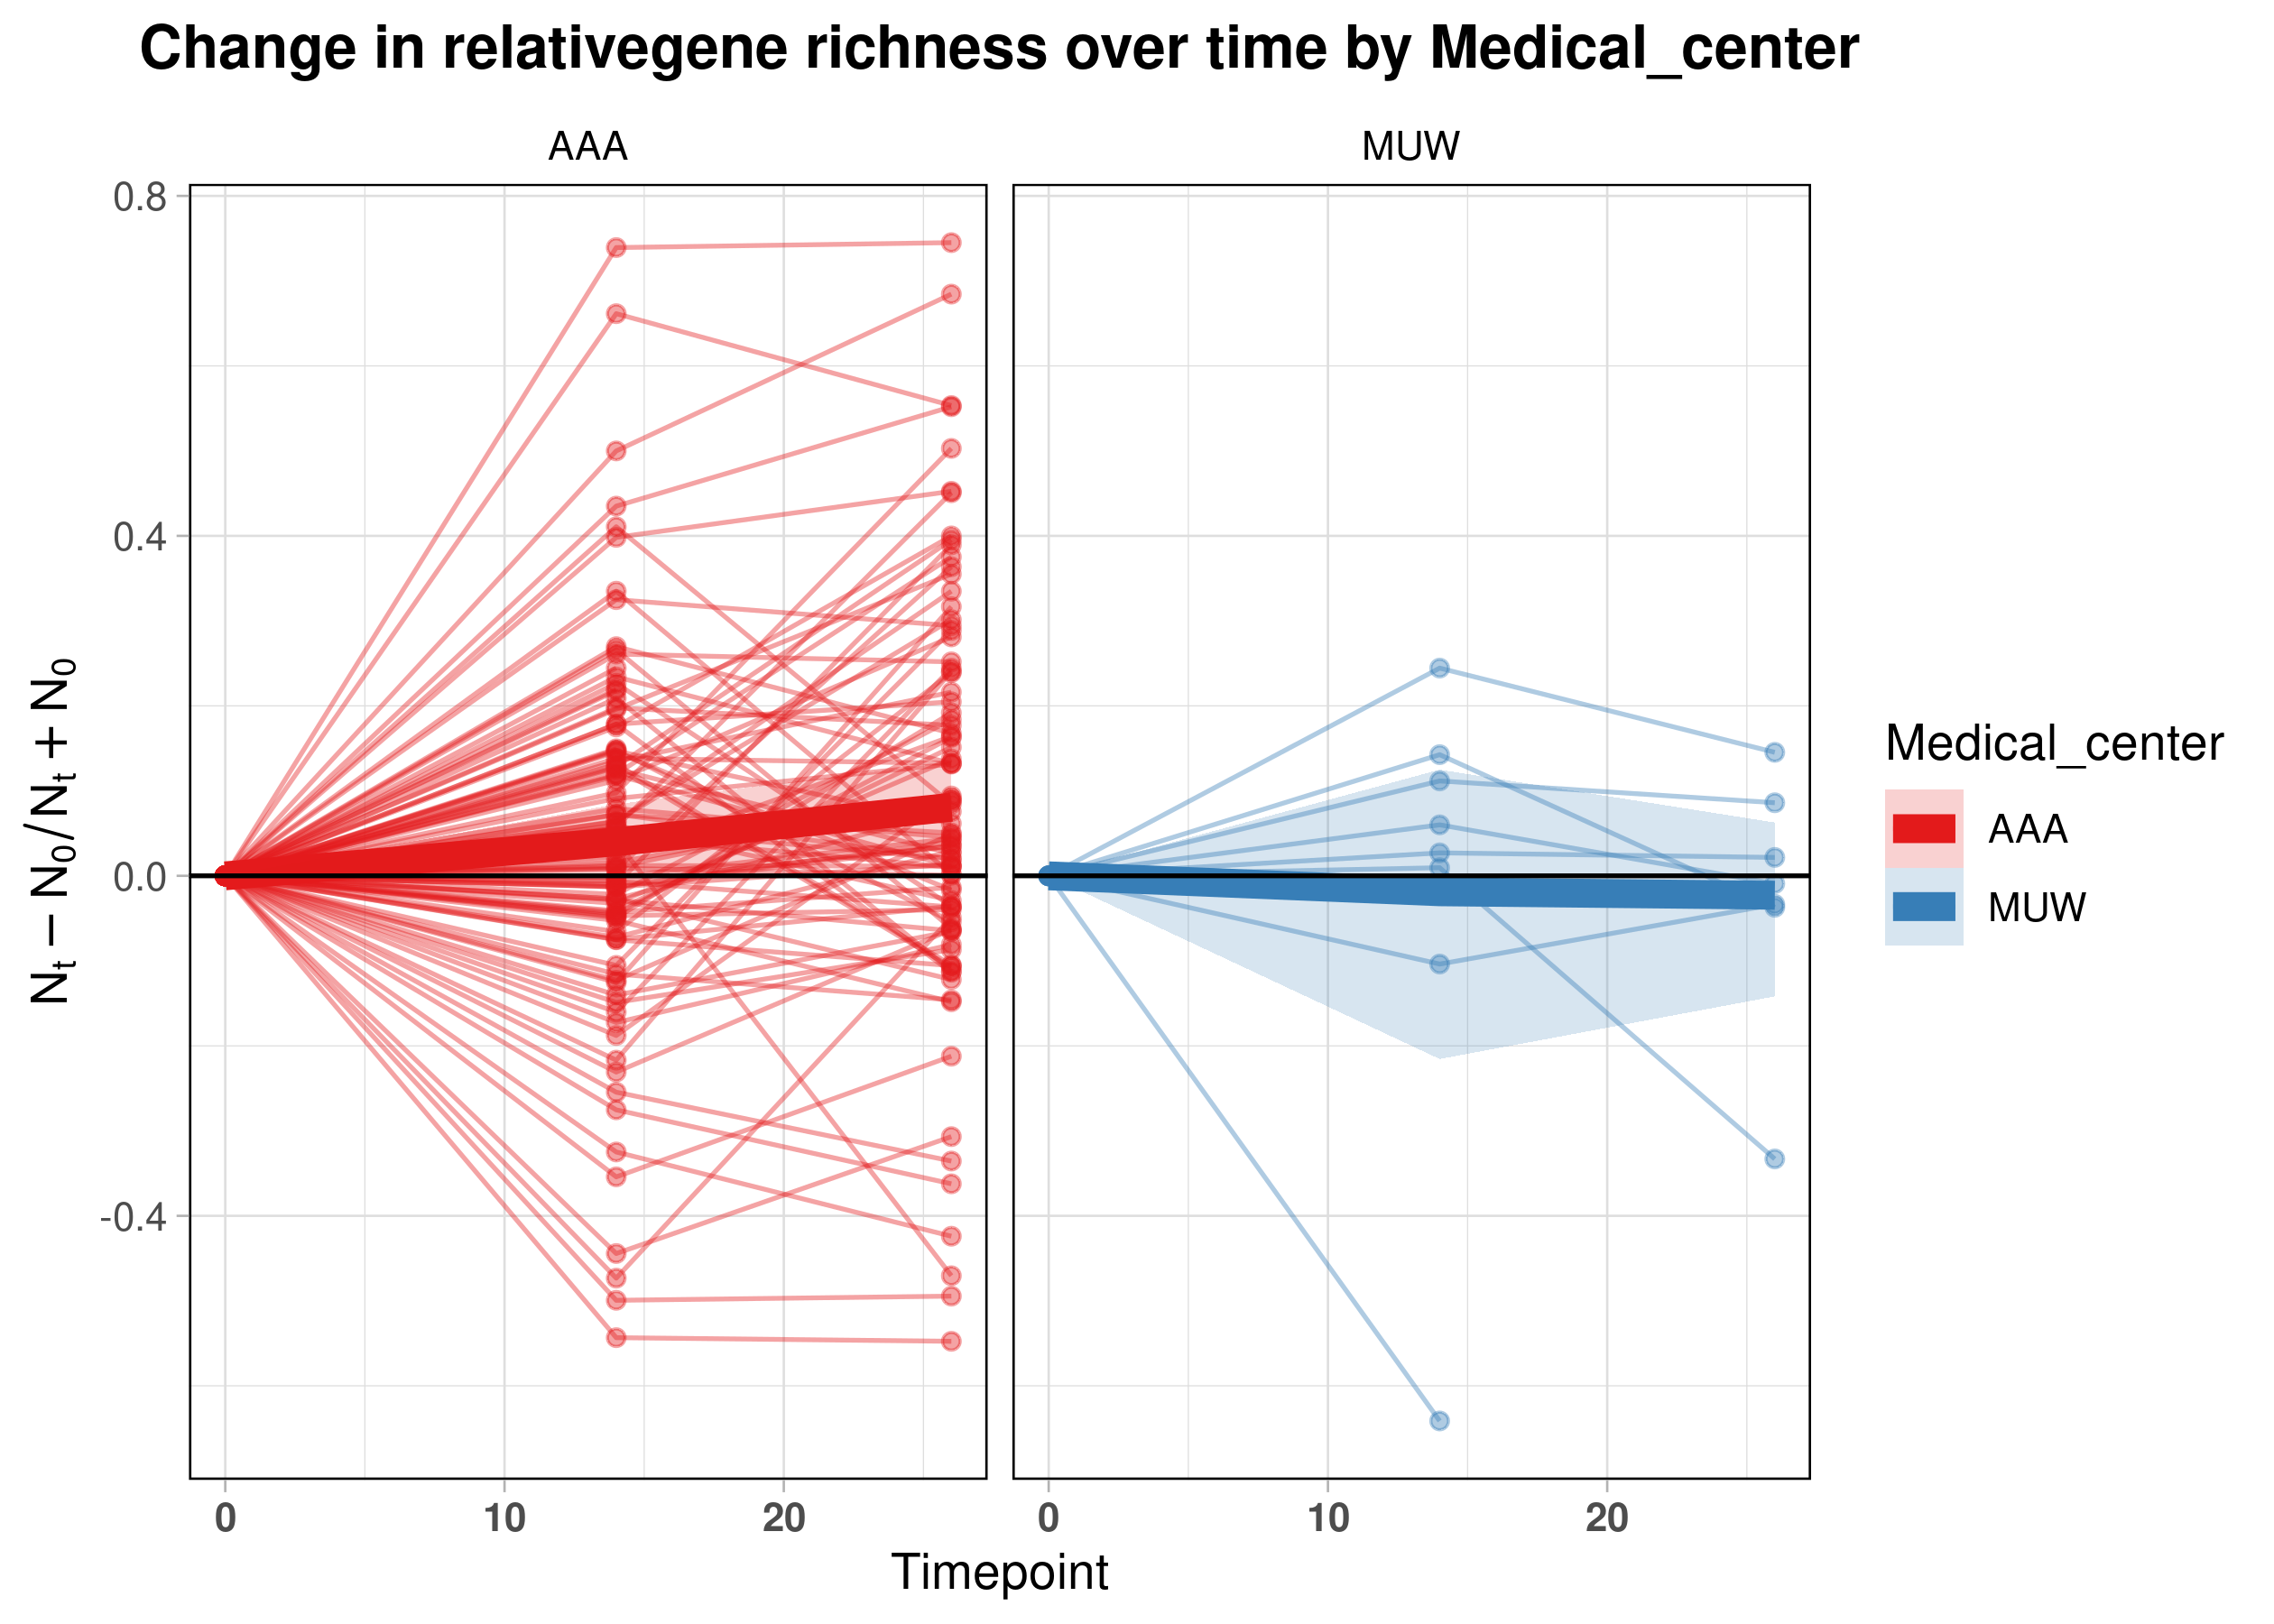 Change in relativegene richness over time by Medical_center
AAA
MUW
0.8
0.4
0.0
-0.4
Nt − N0/Nt + N0
0
10
20
0
10
20
Timepoint
Medical_center
AAA
MUW